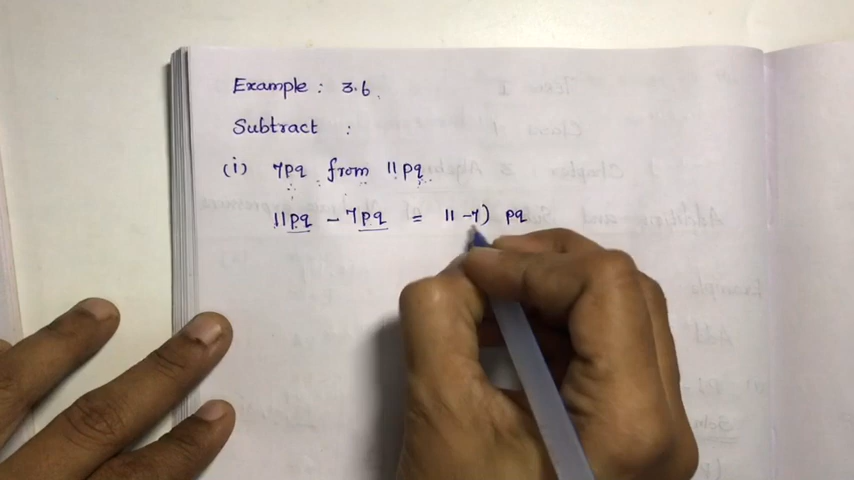 Example : 3.6.
Subtract :
(i) 7pq from 11pq
11pq - 7pq = 11-7) pq